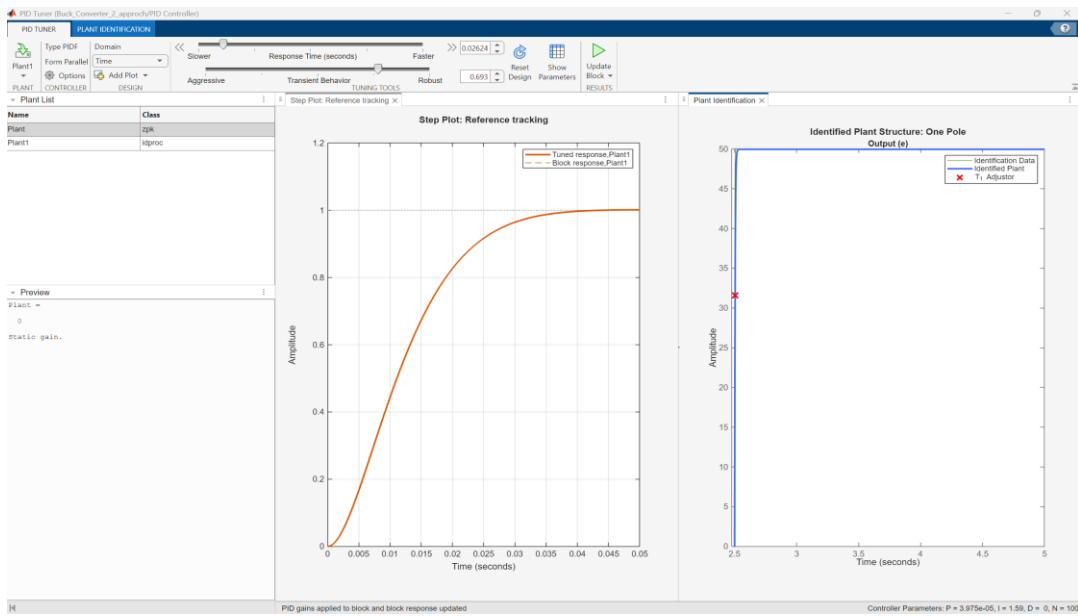 PID Tuner (Buck_Converter_2_approch/PID Controller)
PID TUNER PLANT IDENTIFICATION
Plant1
PLANT
Type PIDF
Form Parallel
Options
CONTROLLER
Domain
Time
Add Plot
DESIGN
Slower Response Time (seconds) Faster 0.02624
Aggressive Transient Behavior Robust 0.693
TUNING TOOLS
Reset Design
Show Parameters
Update Block
RESULTS
Plant List
Name Class
Plant zpk
Plant1 idproc
Preview
Plant =
0
Static gain.
Step Plot: Reference tracking
Step Plot: Reference tracking
Tuned response,Plant1
Block response,Plant1
1.2
1
0.8
0.6
0.4
0.2
0
Amplitude
0 0.005 0.01 0.015 0.02 0.025 0.03 0.035 0.04 0.045 0.05
Time (seconds)
Plant Identification
Identified Plant Structure: One Pole
Output (e)
Identification Data
Identified Plant
T1 Adjustor
50
45
40
35
30
25
20
15
10
5
0
Amplitude
2.5 3 3.5 4 4.5 5
Time (seconds)
PID gains applied to block and block response updated
Controller Parameters: P = 3.975e-05, I = 1.59, D = 0, N = 100